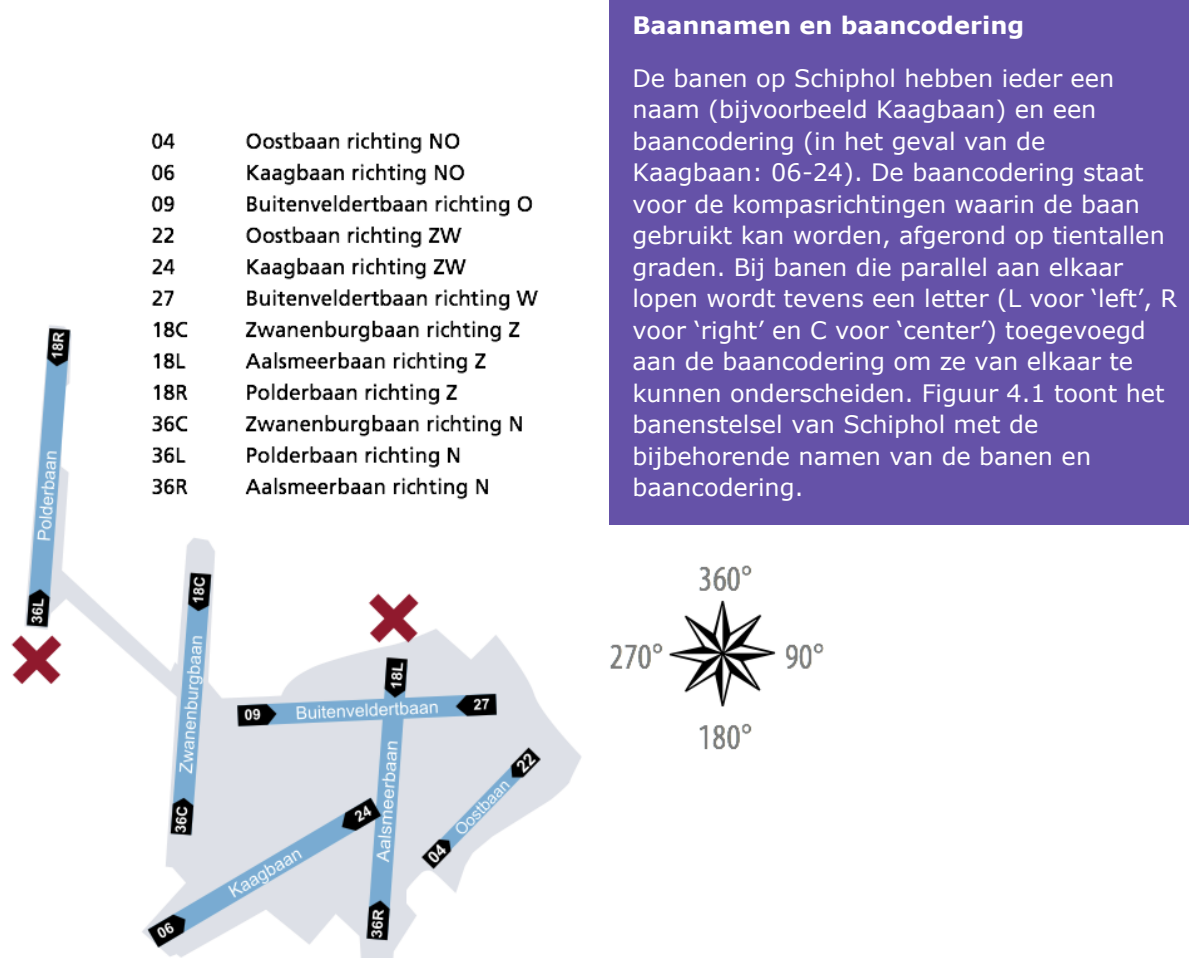 Baannamen en baancodering
De banen op Schiphol hebben ieder een
naam (bijvoorbeeld Kaagbaan) en een
baancodering (in het geval van de
Kaagbaan: 06-24). De baancodering staat
voor de kompasrichtingen waarin de baan
gebruikt kan worden, afgerond op tientallen
graden. Bij banen die parallel aan elkaar
lopen wordt tevens een letter (L voor ‘left’, R
voor ‘right’ en C voor ‘center’) toegevoegd
aan de baancodering om ze van elkaar te
kunnen onderscheiden. Figuur 4.1 toont het
banenstelsel van Schiphol met de
bijbehorende namen van de banen en
baancodering.
04 Oostbaan richting NO
06 Kaagbaan richting NO
09 Buitenveldertbaan richting O
22 Oostbaan richting ZW
24 Kaagbaan richting ZW
27 Buitenveldertbaan richting W
18C Zwanenburgbaan richting Z
18L Aalsmeerbaan richting Z
18R Polderbaan richting Z
36C Zwanenburgbaan richting N
36L Polderbaan richting N
36R Aalsmeerbaan richting N
18R
Polderbaan
36L
18C
Zwanenburgbaan
36C
18L
Aalsmeerbaan
36R
09
Buitenveldertbaan
27
22
Oostbaan
04
24
Kaagbaan
06
360°
270°
90°
180°